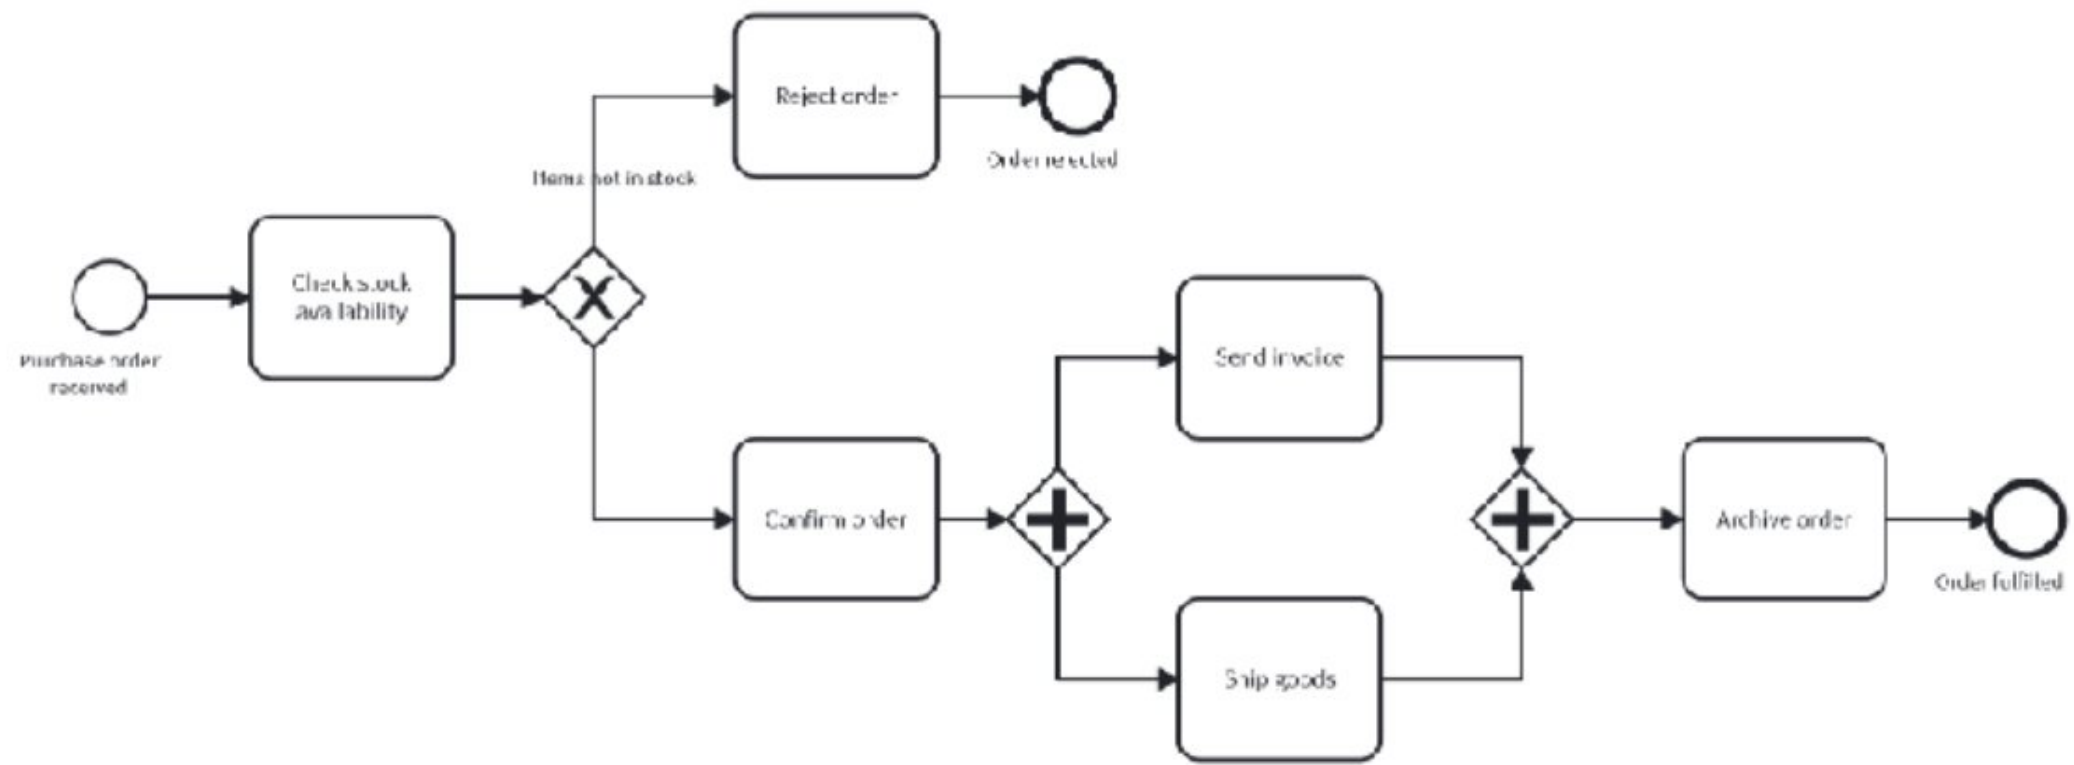 Reject order
Order rejected
Items not in stock
Check stock
availability
Purchase order
received
Send invoice
Confirm order
Archive order
Order fulfilled
Ship goods